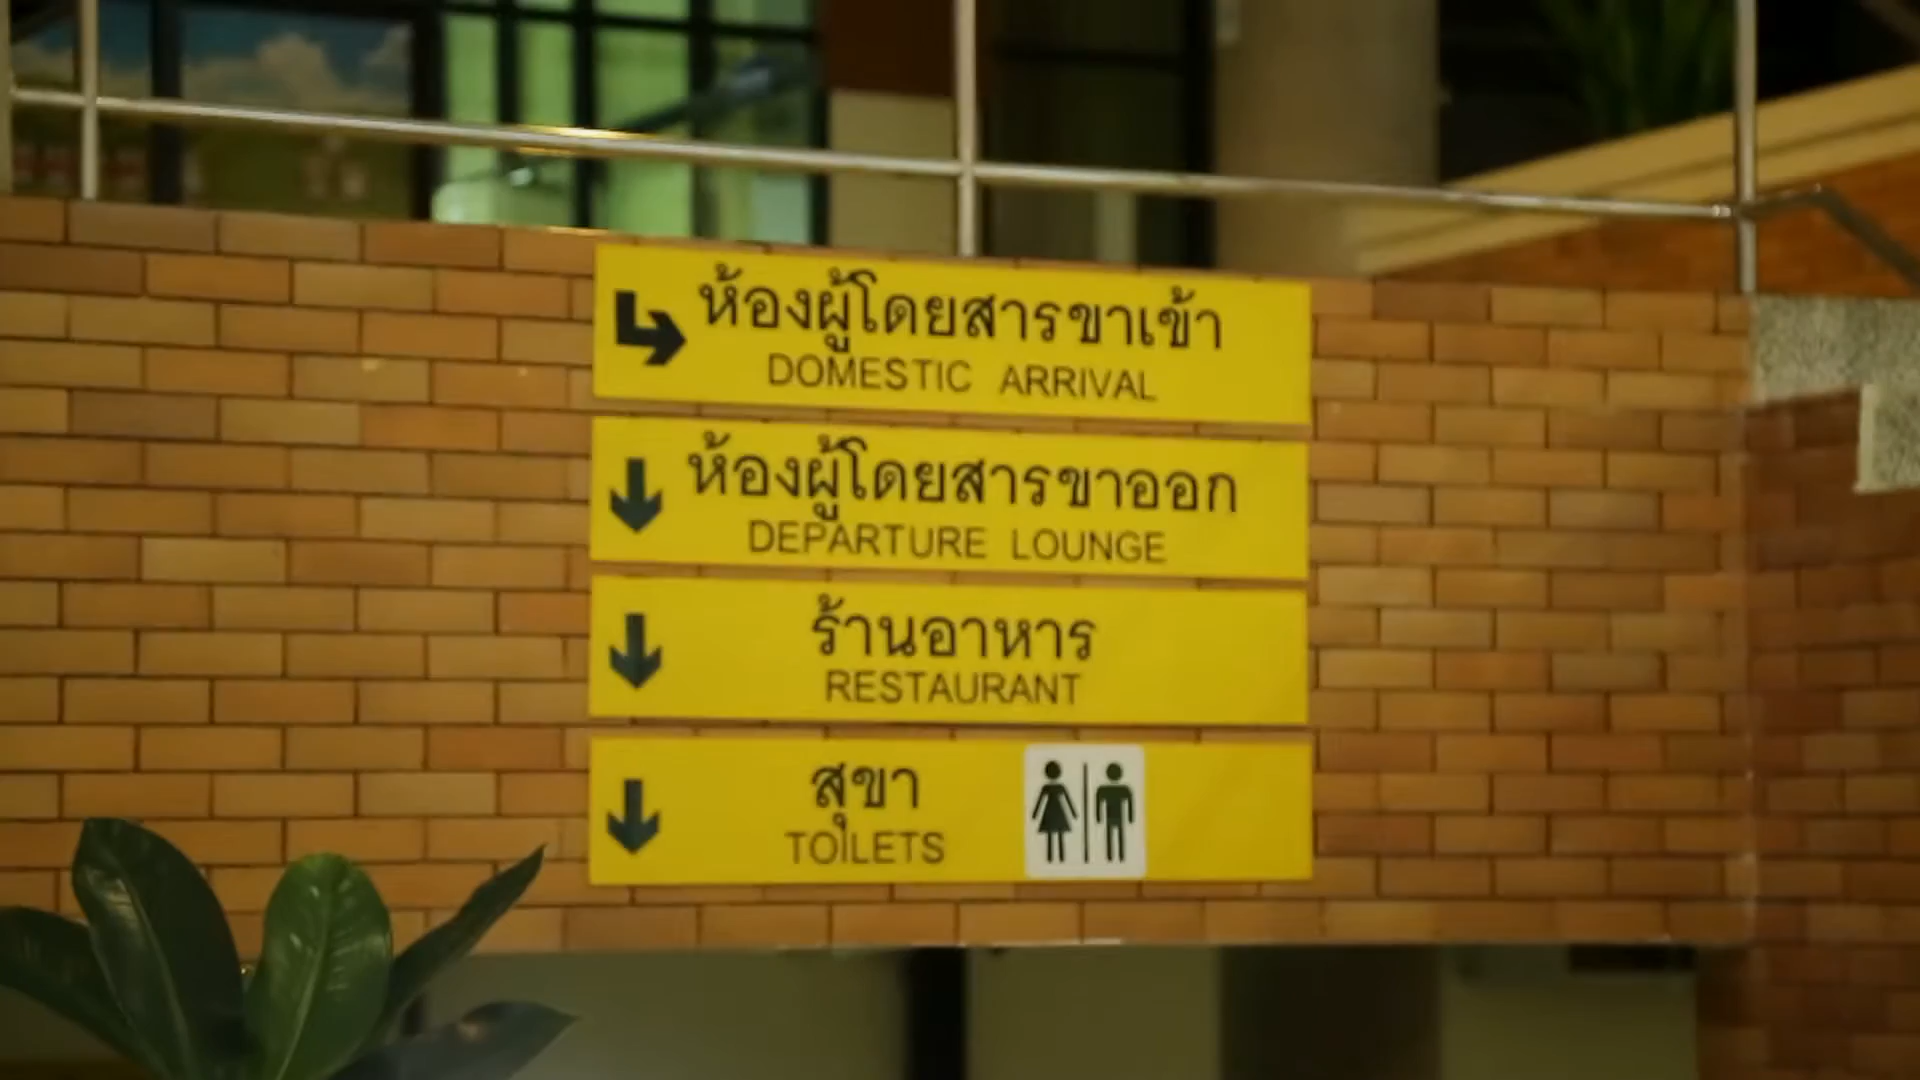 ห้องผู้โดยสารขาเข้า
DOMESTIC ARRIVAL
ห้องผู้โดยสารขาออก
DEPARTURE LOUNGE
ร้านอาหาร
RESTAURANT
สุขา
TOILETS